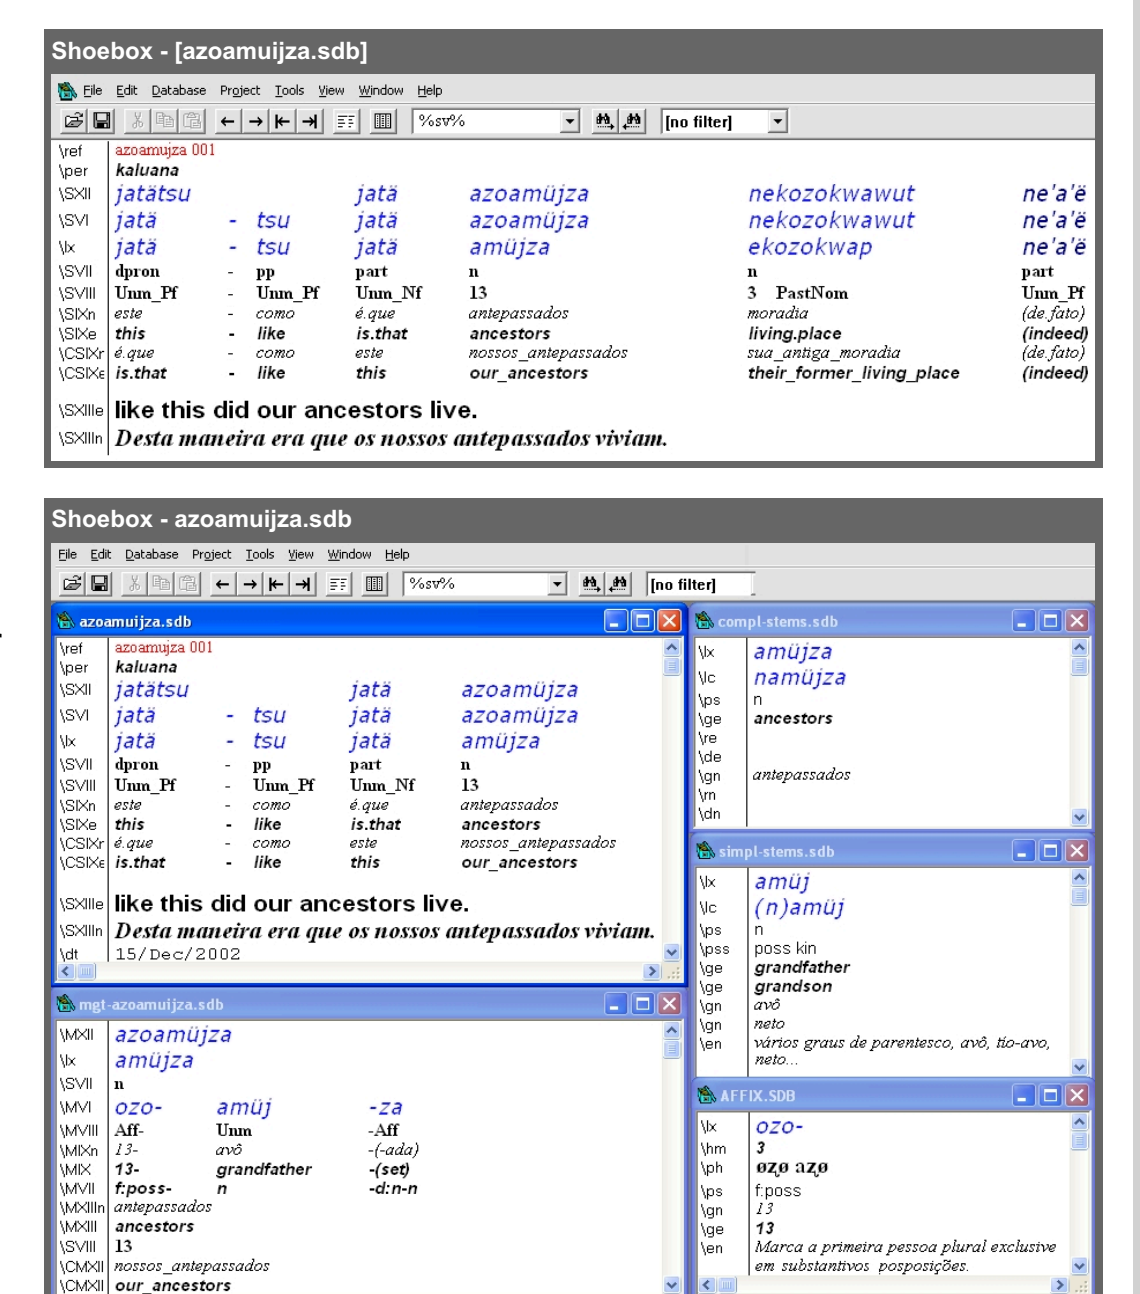 Shoebox - [azoamuijza.sdb]
File Edit Database Project Tools View Window Help
%sv% [no filter]
\ref azoamujza 001
\per kaluana
\SXII jatätsu jatä azoamüjza nekozokwawut ne'a'ë
\SVI jatä - tsu jatä azoamüjza nekozokwawut ne'a'ë
\lx jatä - tsu jatä amüjza ekozokwap ne'a'ë
\SVII dpron - pp part n n part
\SVIII Unm_Pf - Unm_Pf Unm_Nf 13 3 PastNom Unm_Pf
\SIXn este - como é.que antepassados moradia (de.fato)
\SIXe this - like is.that ancestors living.place (indeed)
\CSIXr é.que - como este nossos_antepassados sua_antiga_moradia (de.fato)
\CSIXe is.that - like this our_ancestors their_former_living_place (indeed)
\SXIIIe like this did our ancestors live.
\SXIIIn Desta maneira era que os nossos antepassados viviam.
Shoebox - azoamuijza.sdb
File Edit Database Project Tools View Window Help
%sv% [no filter]
azoamuijza.sdb
\ref azoamujza 001
\per kaluana
\SXII jatätsu jatä azoamüjza
\SVI jatä - tsu jatä azoamüjza
\lx jatä - tsu jatä amüjza
\SVII dpron - pp part n
\SVIII Unm_Pf - Unm_Pf Unm_Nf 13
\SIXn este - como é.que antepassados
\SIXe this - like is.that ancestors
\CSIXr é.que - como este nossos_antepassados
\CSIXe is.that - like this our_ancestors
\SXIIIe like this did our ancestors live.
\SXIIIn Desta maneira era que os nossos antepassados viviam.
\dt 15/Dec/2002
compl-stems.sdb
\lx amüjza
\lc namüjza
\ps n
\ge ancestors
\re
\de
\gn antepassados
\rn
\dn
simpl-stems.sdb
\lx amüj
\lc (n)amüj
\ps n
\pss poss kin
\ge grandfather
\ge grandson
\gn avô
\gn neto
\en vários graus de parentesco, avô, tio-avo,
neto...
mgt-azoamuijza.sdb
\MXII azoamüjza
\lx amüjza
\SVII n
\MVI ozo- amüj -za
\MVIII Aff- Unm -Aff
\MIXn 13- avô -(-ada)
\MIX 13- grandfather -(set)
\MVII f:poss- n -d:n-n
\MXIIIn antepassados
\MXIII ancestors
\SVIII 13
\CMXII nossos_antepassados
\CMXII our_ancestors
AFFIX.SDB
\lx ozo-
\hm 3
\ph øʐø aʐø
\ps f:poss
\gn 13
\ge 13
\en Marca a primeira pessoa plural exclusive
em substantivos posposições.